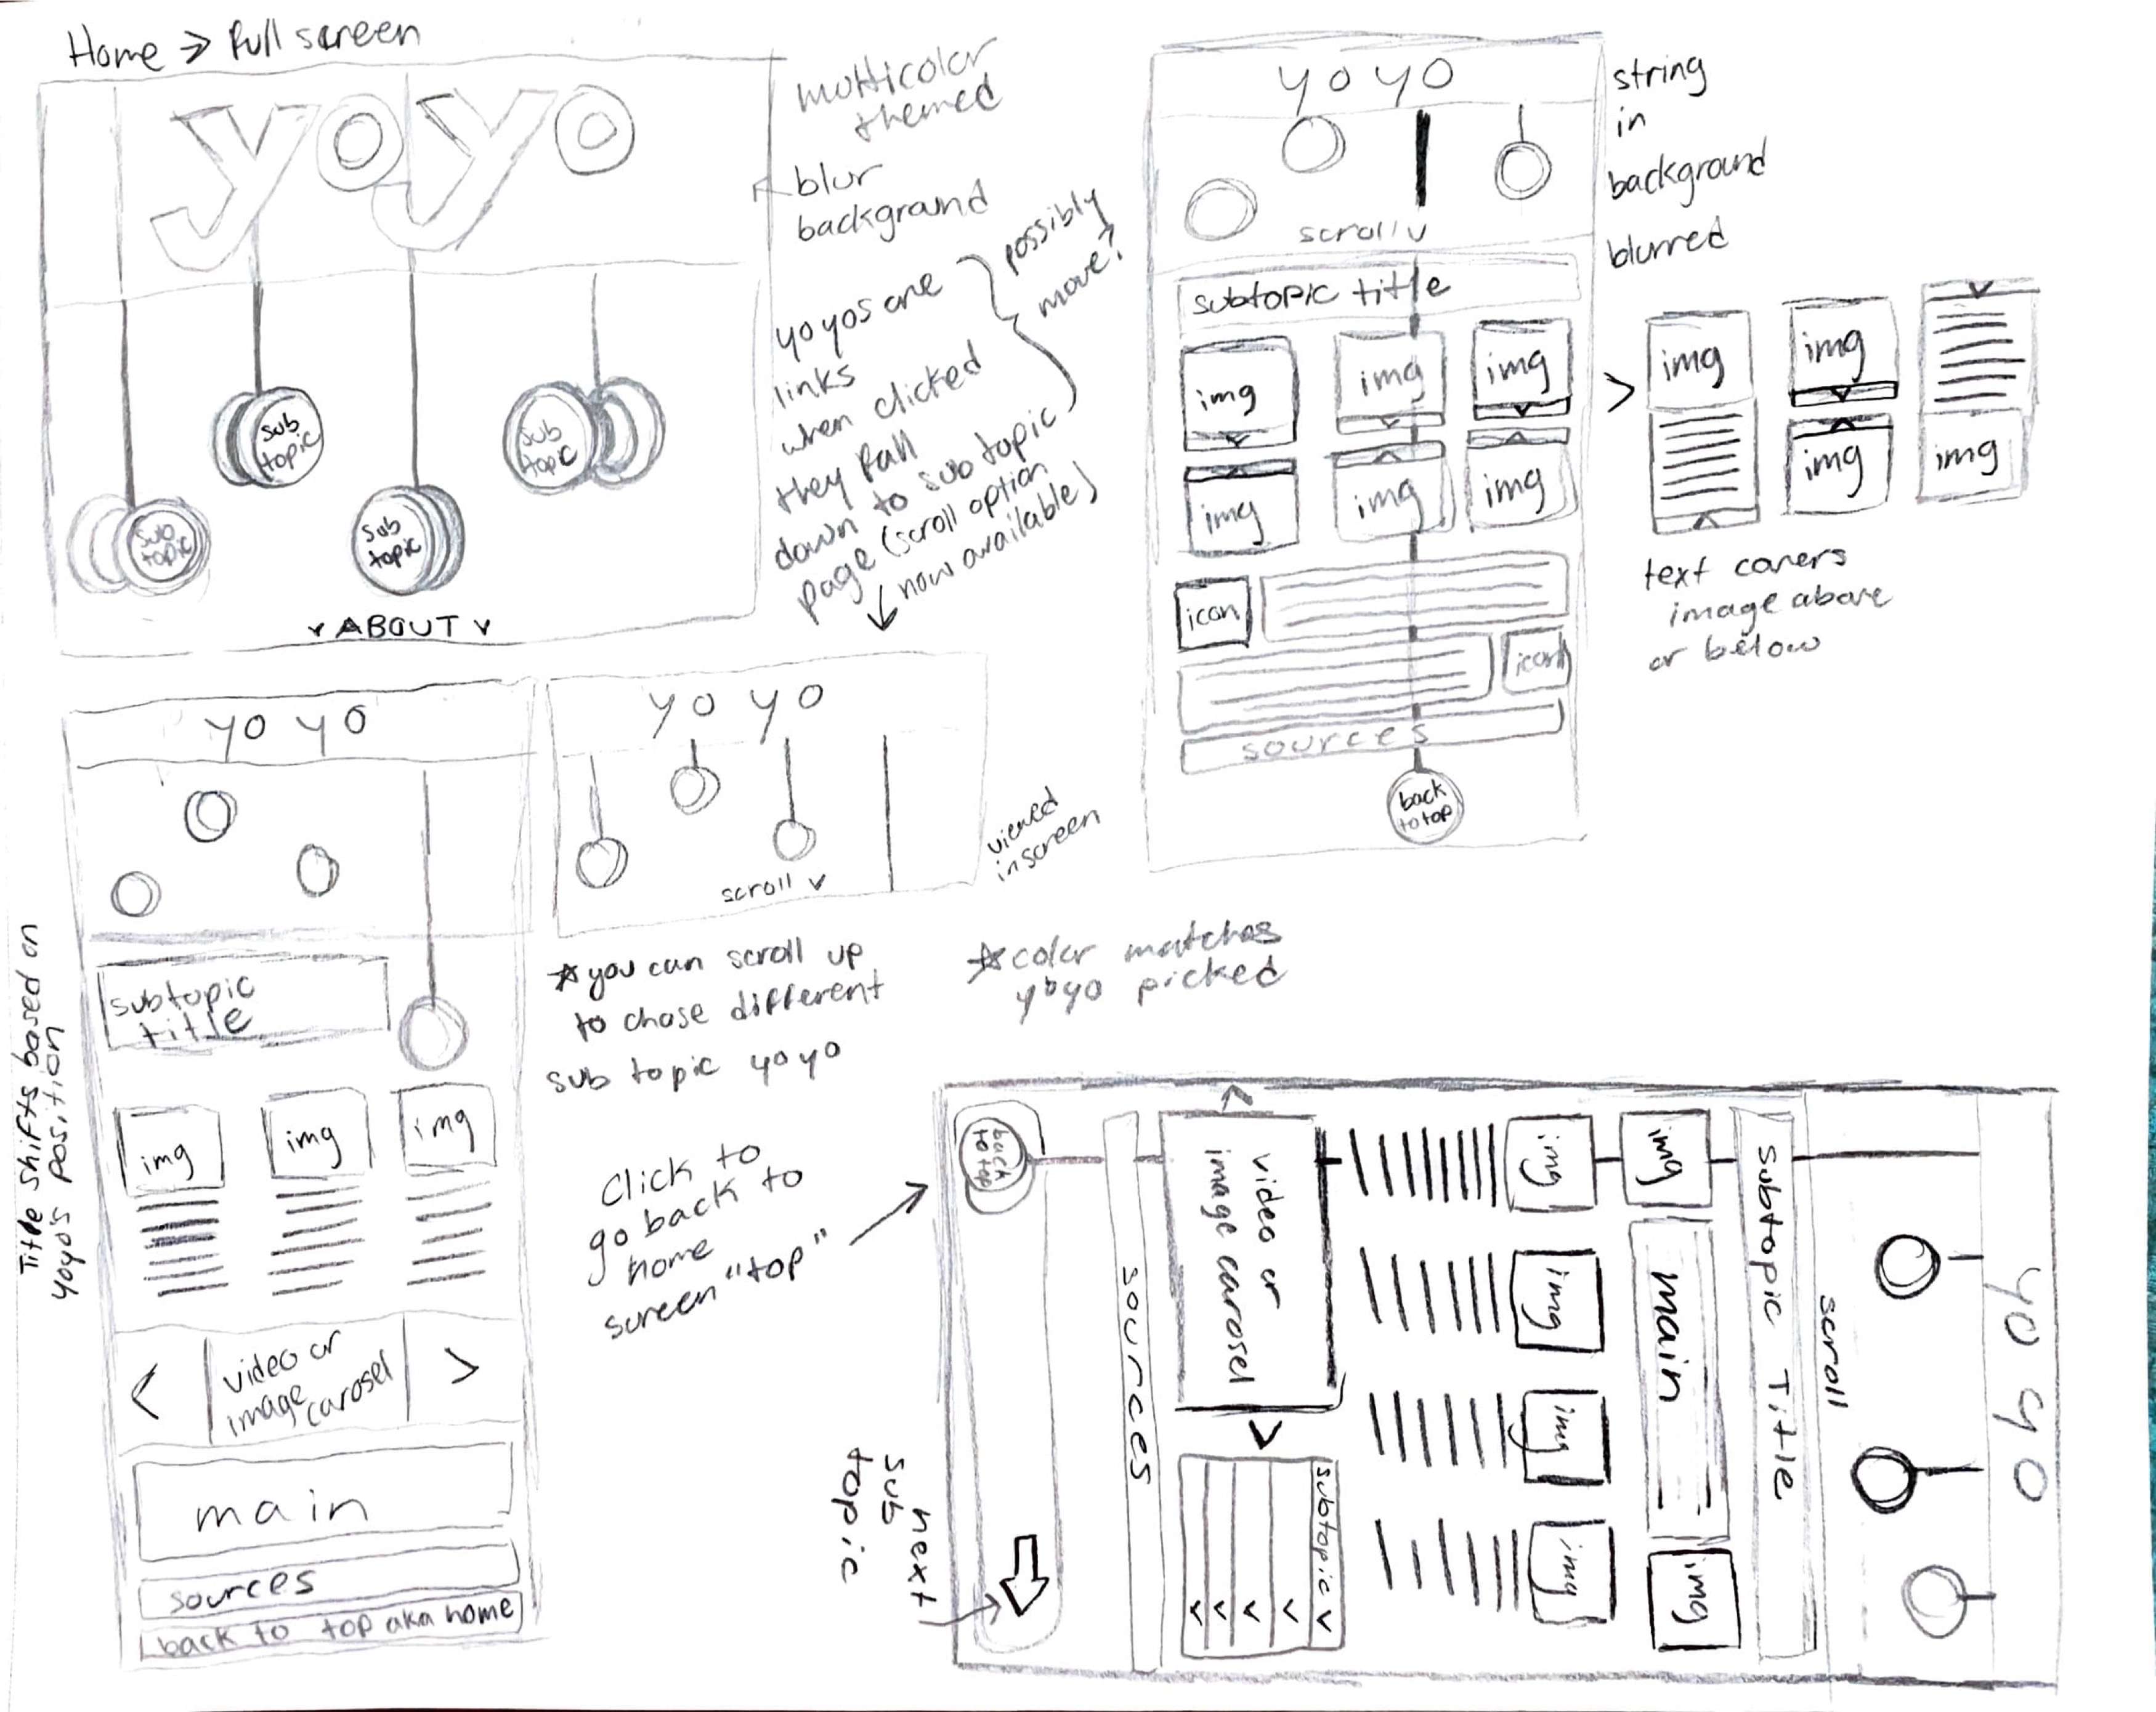 Home > full screen
yoyo
sub
topic
sub
topic
sub
topic
sub
topic
v ABOUT v
multicolor
themed
blur
background
yoyos are
links
when clicked
they fall
down to sub topic
page (scroll option
now available)
possibly
move?
yoyo
scroll v
subtopic title
img
img
img
img
img
img
icon
icon
sources
back
to top
string
in
background
blurred
>
img
img
img
img
text covers
image above
or below
yo yo
subtopic
title
img
img
img
<
video or
image
carosel
>
main
sources
back to top aka home
Title shifts based on
yoyo's position
yo yo
scroll v
viewed
in screen
*you can scroll up
to chose different
sub topic yoyo
*color matches
yoyo picked
Click to
go back to
home
screen "top"
yo yo
scroll
subtopic Title
img
main
img
img
img
img
img
video or
image carosel
subtopic v
sources
back
to top
next
sub
topic